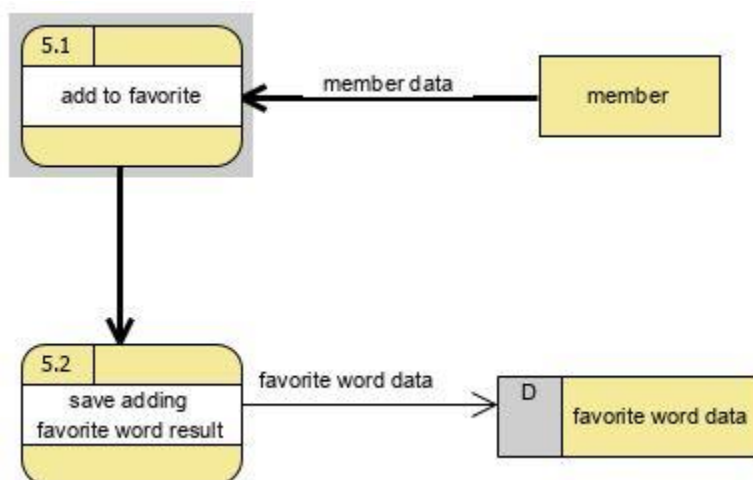 5.1
add to favorite
member data
member
5.2
save adding
favorite word result
favorite word data
D
favorite word data